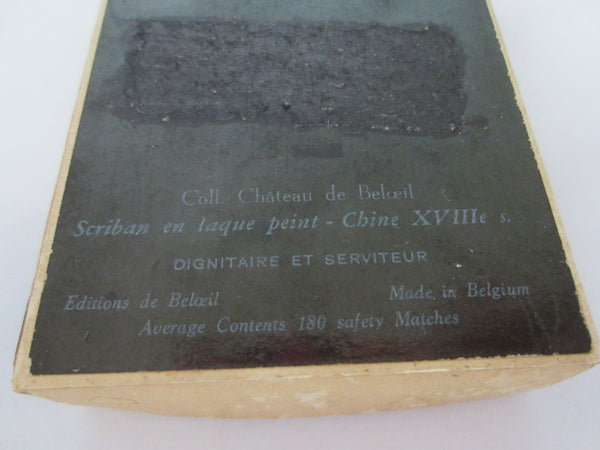 Coll. Château de Belœil
Scriban en laque peint - Chine XVIIIe s.
DIGNITAIRE ET SERVITEUR
Editions de Belœil Made in Belgium
Average Contents 180 safety Matches